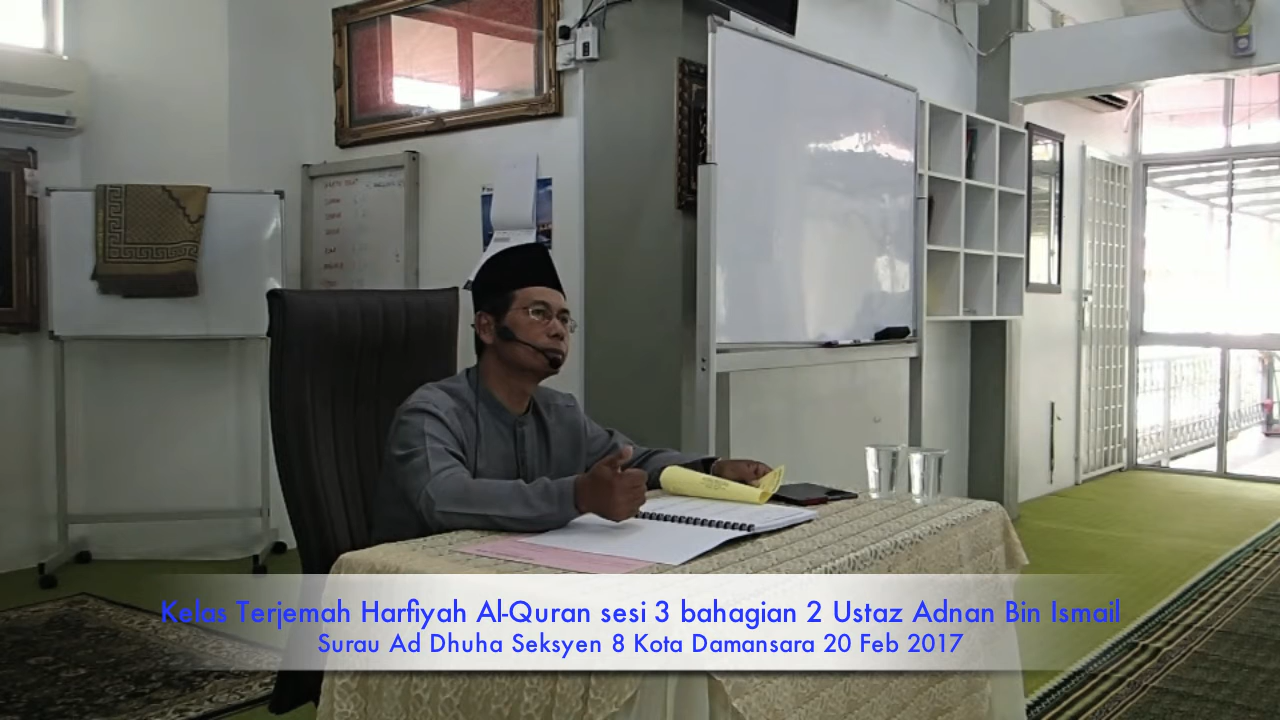 Kelas Terjemah Harfiyah Al-Quran sesi 3 bahagian 2 Ustaz Adnan Bin Ismail
Surau Ad Dhuha Seksyen 8 Kota Damansara 20 Feb 2017